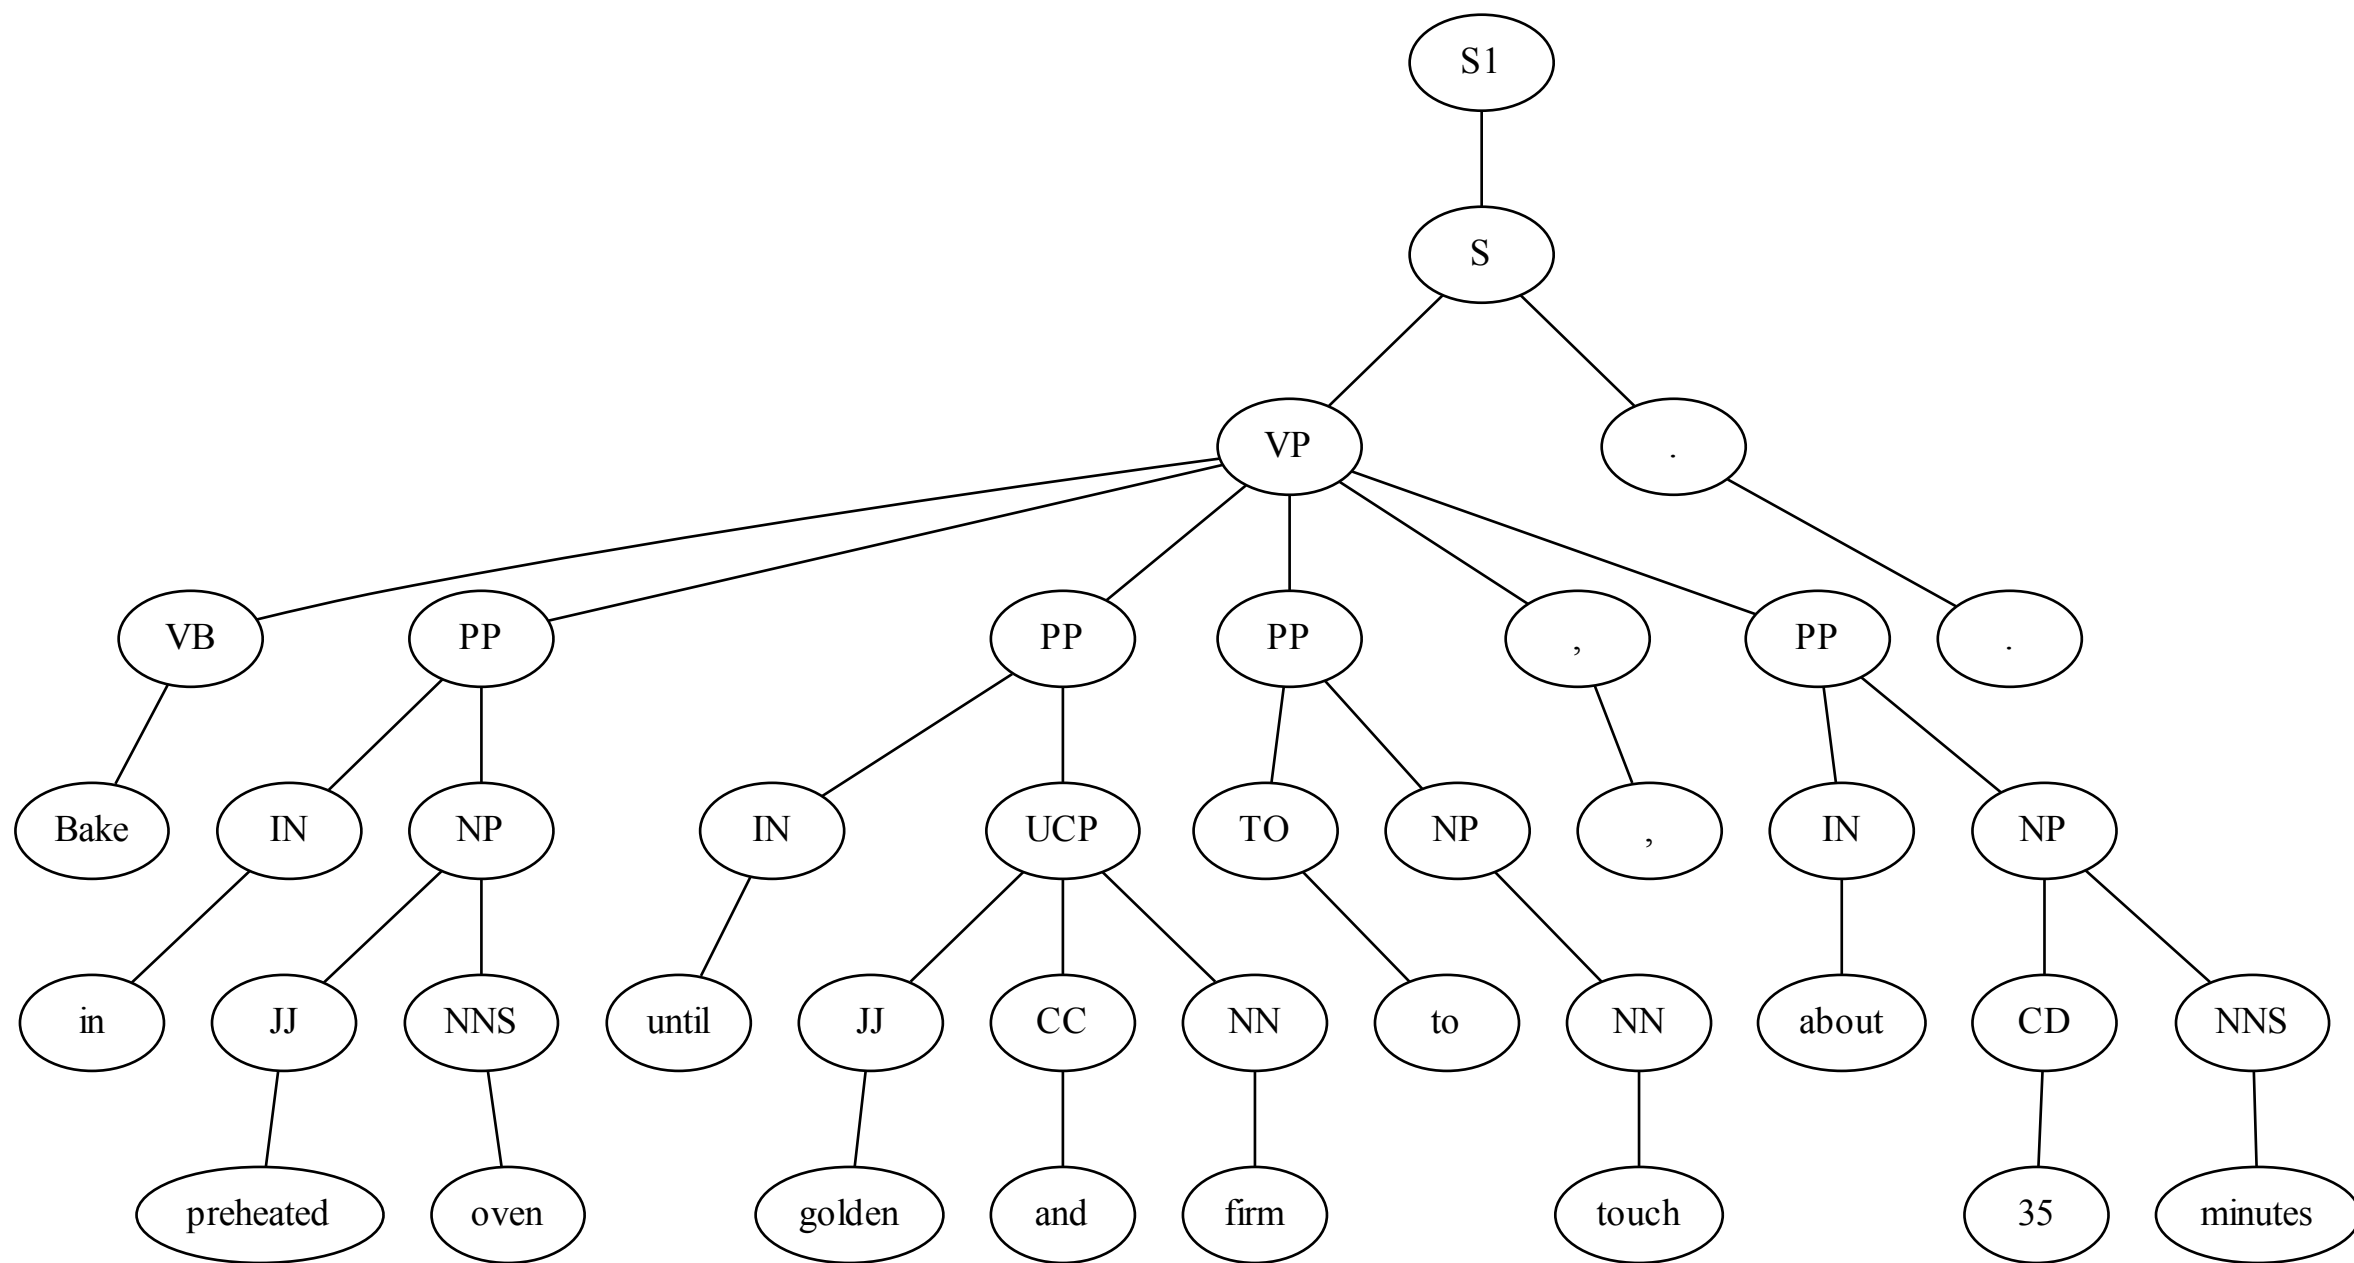 S1
S
VP .
VB PP PP PP , PP .
Bake IN NP IN UCP TO NP , IN NP
in JJ NNS until JJ CC NN to NN about CD NNS
preheated oven golden and firm touch 35 minutes